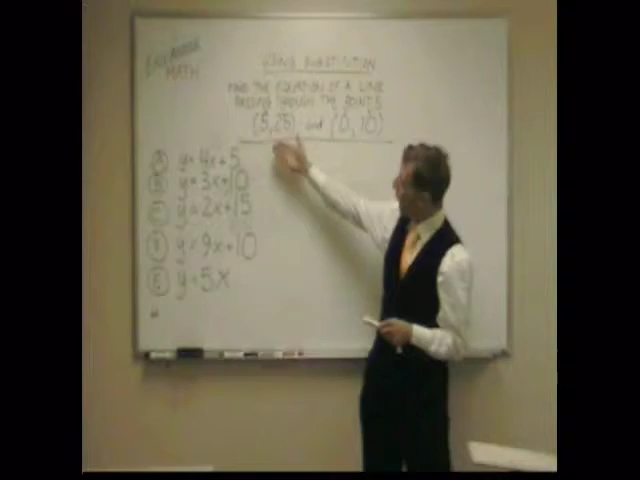 MATH
USING SUBSTITUTION
FIND THE EQUATION OF A LINE
PASSING THROUGH THE POINTS
(5,25) and (0,10)
A y=4x+5
B y=3x+10
C y=2x+15
D y=9x+10
E y=5x